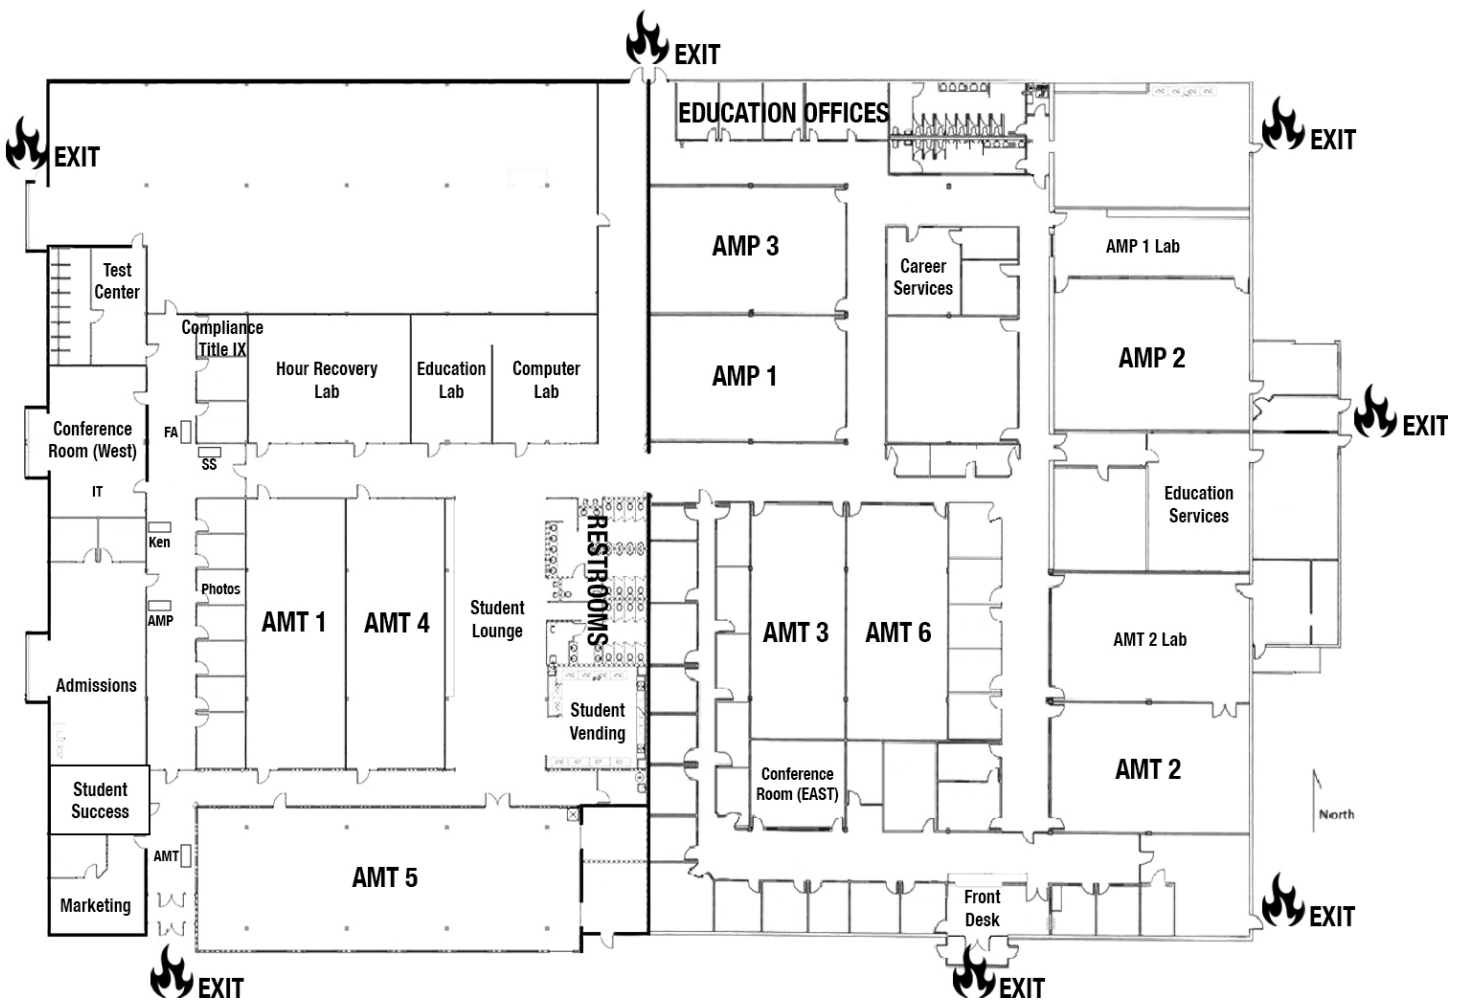 EXIT
EDUCATION OFFICES
EXIT
EXIT
AMP 3
AMP 1 Lab
Test
Center
Career
Services
Compliance
Title IX
Hour Recovery
Lab
Education
Lab
Computer
Lab
AMP 1
AMP 2
FA
Conference
Room (West)
SS
EXIT
IT
Education
Services
Ken
RESTROOMS
Photos
AMP
AMT 1
AMT 4
Student
Lounge
AMT 3
AMT 6
AMT 2 Lab
Admissions
Student
Vending
Student
Success
Conference
Room (EAST)
AMT 2
North
AMT
AMT 5
Marketing
Front
Desk
EXIT
EXIT
EXIT